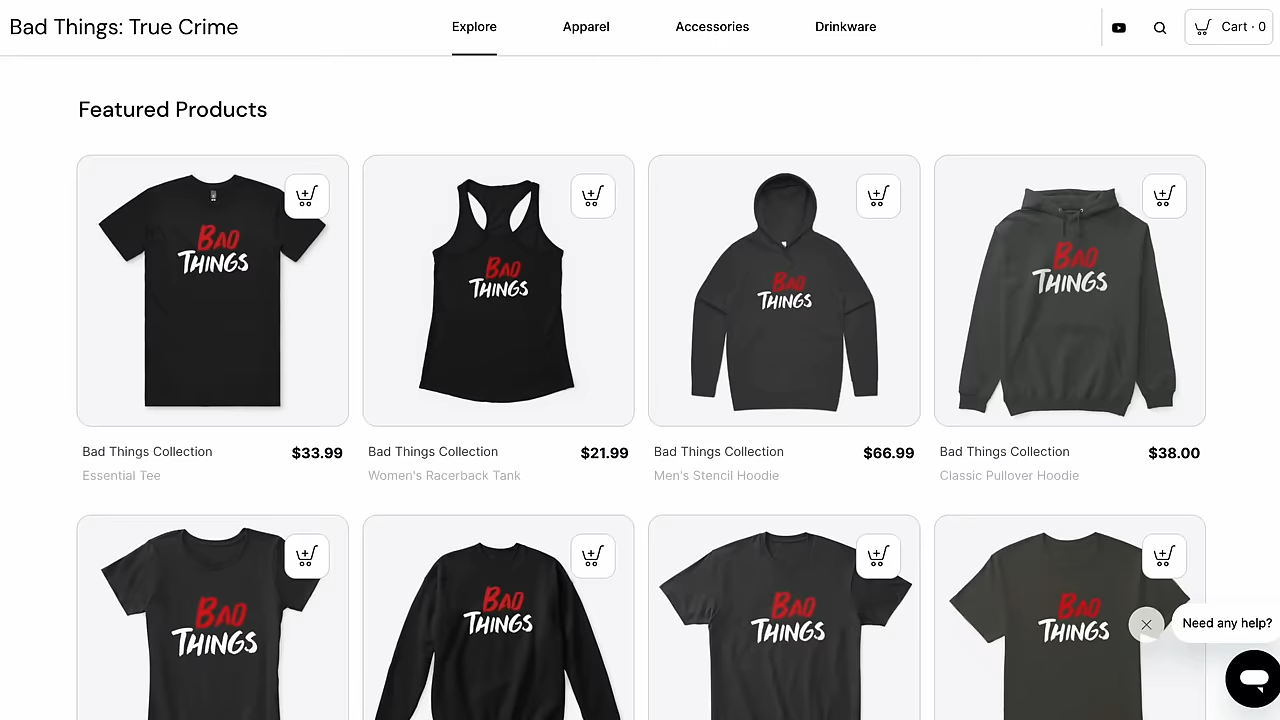 Bad Things: True Crime
Explore
Apparel
Accessories
Drinkware
Cart · 0
Featured Products
BAD
THINGS
BAD
THINGS
BAD
THINGS
BAD
THINGS
Bad Things Collection
$33.99
Essential Tee
Bad Things Collection
$21.99
Women's Racerback Tank
Bad Things Collection
$66.99
Men's Stencil Hoodie
Bad Things Collection
$38.00
Classic Pullover Hoodie
BAD
THINGS
BAD
THINGS
BAD
THINGS
BAD
THINGS
Need any help?